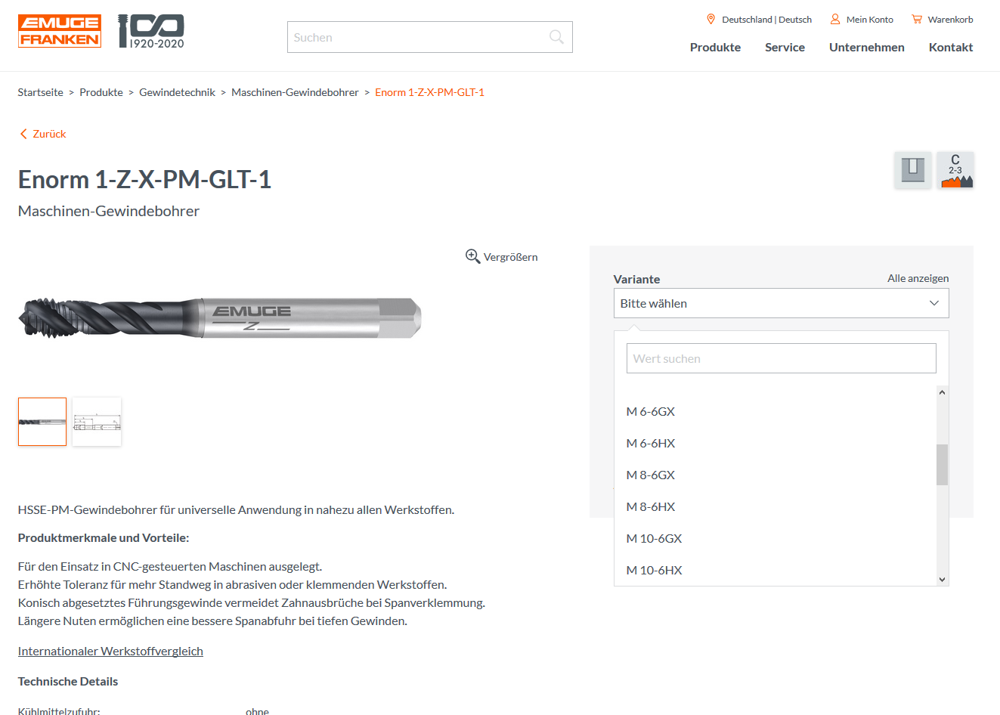 EMUGE
FRANKEN
1920-2020
Suchen
Deutschland | Deutsch
Mein Konto
Warenkorb
Produkte
Service
Unternehmen
Kontakt
Startseite > Produkte > Gewindetechnik > Maschinen-Gewindebohrer > Enorm 1-Z-X-PM-GLT-1
Zurück
Enorm 1-Z-X-PM-GLT-1
Maschinen-Gewindebohrer
C
2-3
Vergrößern
EMUGE
Z
Variante
Alle anzeigen
Bitte wählen
Wert suchen
M 6-6GX
M 6-6HX
M 8-6GX
M 8-6HX
M 10-6GX
M 10-6HX
HSSE-PM-Gewindebohrer für universelle Anwendung in nahezu allen Werkstoffen.
Produktmerkmale und Vorteile:
Für den Einsatz in CNC-gesteuerten Maschinen ausgelegt.
Erhöhte Toleranz für mehr Standweg in abrasiven oder klemmenden Werkstoffen.
Konisch abgesetztes Führungsgewinde vermeidet Zahnausbrüche bei Spanverklemmung.
Längere Nuten ermöglichen eine bessere Spanabfuhr bei tiefen Gewinden.
Internationaler Werkstoffvergleich
Technische Details
Kühlmittelzufuhr: ohne